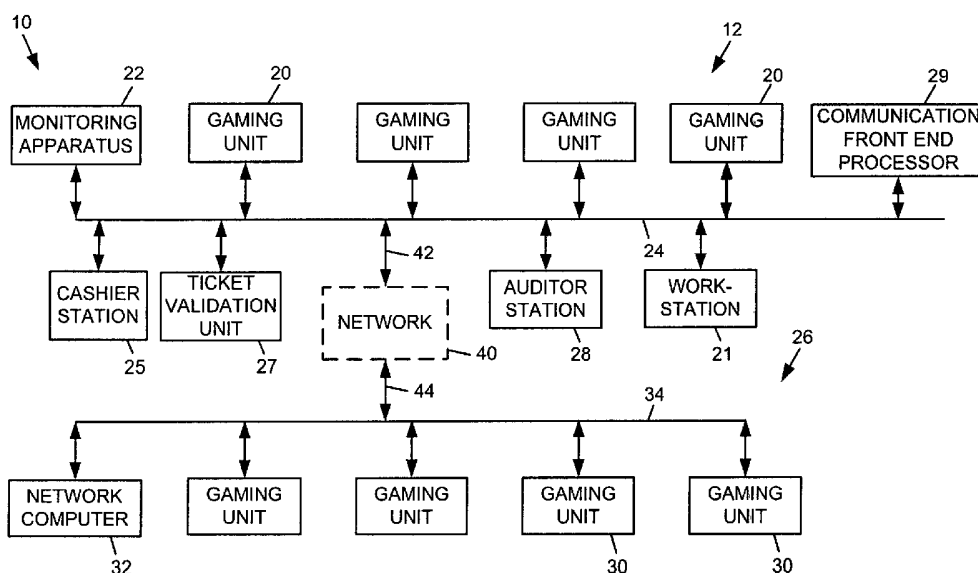 10
12
22
20
20
29
MONITORING
APPARATUS
GAMING
UNIT
GAMING
UNIT
GAMING
UNIT
GAMING
UNIT
COMMUNICATION
FRONT END
PROCESSOR
24
42
CASHIER
STATION
TICKET
VALIDATION
UNIT
NETWORK
AUDITOR
STATION
WORK-
STATION
25
27
40
28
21
26
44
34
NETWORK
COMPUTER
GAMING
UNIT
GAMING
UNIT
GAMING
UNIT
GAMING
UNIT
32
30
30